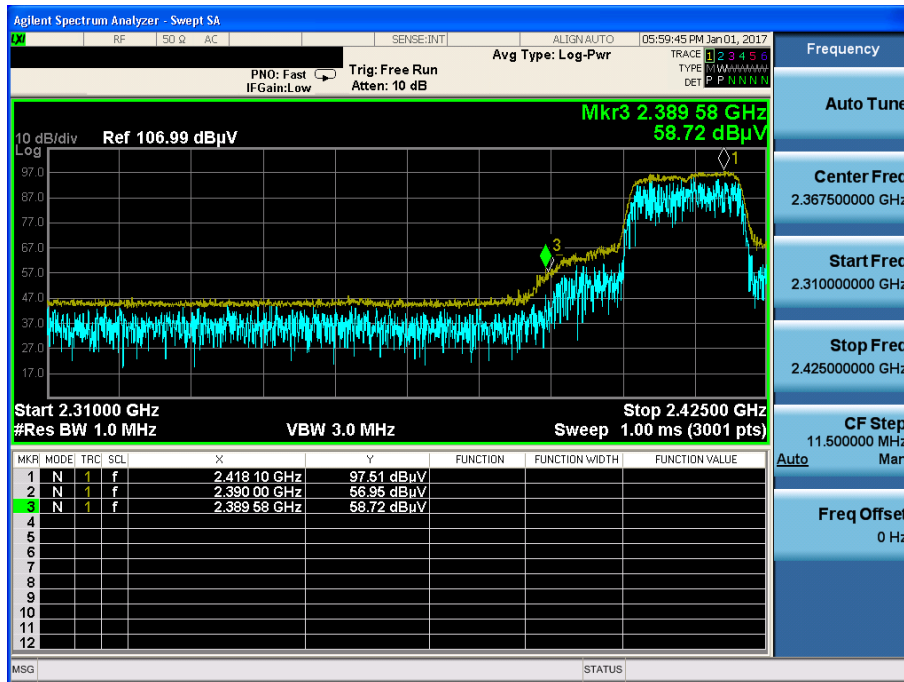 Agilent Spectrum Analyzer - Swept SA
LXI RF 50 Ω AC SENSE:INT ALIGN AUTO 05:59:45 PM Jan 01, 2017
Frequency
Avg Type: Log-Pwr
TRACE 1 2 3 4 5 6
PNO: Fast Trig: Free Run
TYPE M W W W W W
IFGain:Low Atten: 10 dB
DET P P N N N N
Auto Tune
Mkr3 2.389 58 GHz
58.72 dBµV
10 dB/div Ref 106.99 dBµV
Log
97.0
87.0
77.0
67.0
57.0
47.0
37.0
27.0
17.0
1
3
Start 2.31000 GHz Stop 2.42500 GHz
#Res BW 1.0 MHz VBW 3.0 MHz Sweep 1.00 ms (3001 pts)
Center Freq
2.367500000 GHz
Start Freq
2.310000000 GHz
Stop Freq
2.425000000 GHz
CF Step
11.500000 MHz
Auto Man
Freq Offset
0 Hz
MKR MODE TRC SCL X Y FUNCTION FUNCTION WIDTH FUNCTION VALUE
1 N 1 f 2.418 10 GHz 97.51 dBµV
2 N 1 f 2.390 00 GHz 56.95 dBµV
3 N 1 f 2.389 58 GHz 58.72 dBµV
4
5
6
7
8
9
10
11
12
MSG STATUS